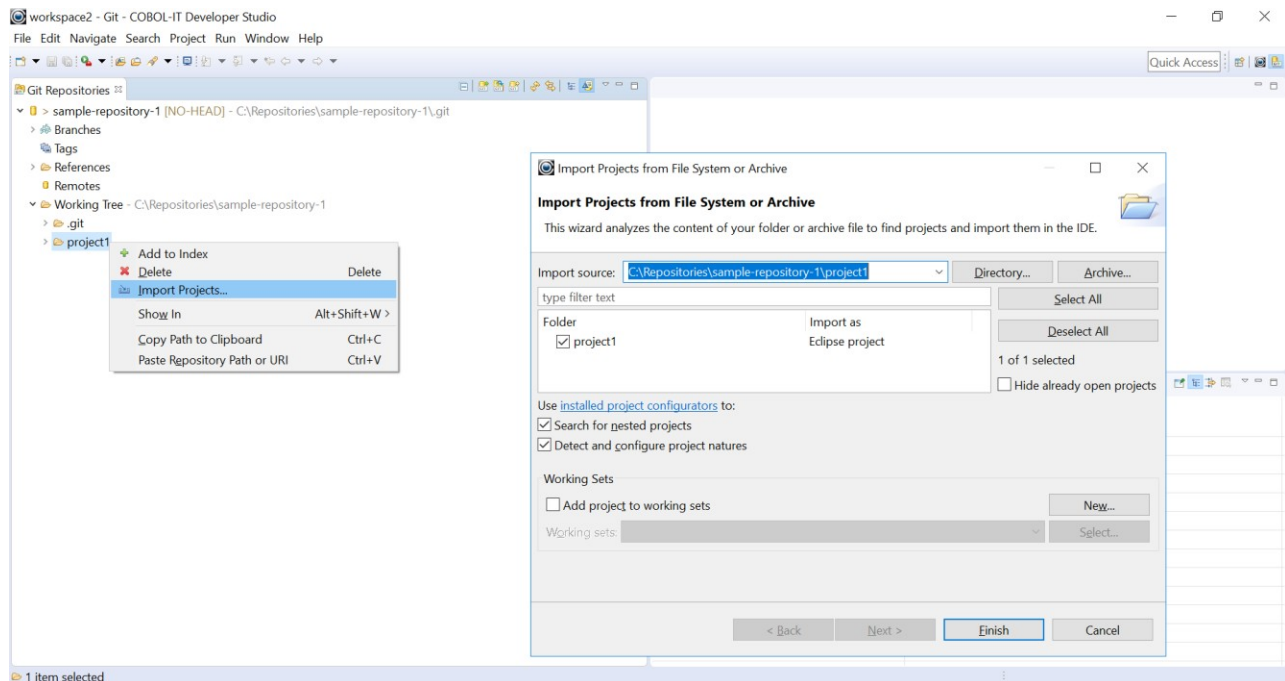 workspace2 - Git - COBOL-IT Developer Studio
File Edit Navigate Search Project Run Window Help
Quick Access
Git Repositories
> sample-repository-1 [NO-HEAD] - C:\Repositories\sample-repository-1\.git
Branches
Tags
References
Remotes
Working Tree - C:\Repositories\sample-repository-1
.git
project1
Add to Index
Delete Delete
Import Projects...
Show In Alt+Shift+W >
Copy Path to Clipboard Ctrl+C
Paste Repository Path or URI Ctrl+V
Import Projects from File System or Archive
Import Projects from File System or Archive
This wizard analyzes the content of your folder or archive file to find projects and import them in the IDE.
Import source: C:\Repositories\sample-repository-1\project1 Directory... Archive...
type filter text Select All
Folder Import as
project1 Eclipse project
Deselect All
1 of 1 selected
Hide already open projects
Use installed project configurators to:
Search for nested projects
Detect and configure project natures
Working Sets
Add project to working sets New...
Working sets: Select...
< Back Next > Finish Cancel
1 item selected